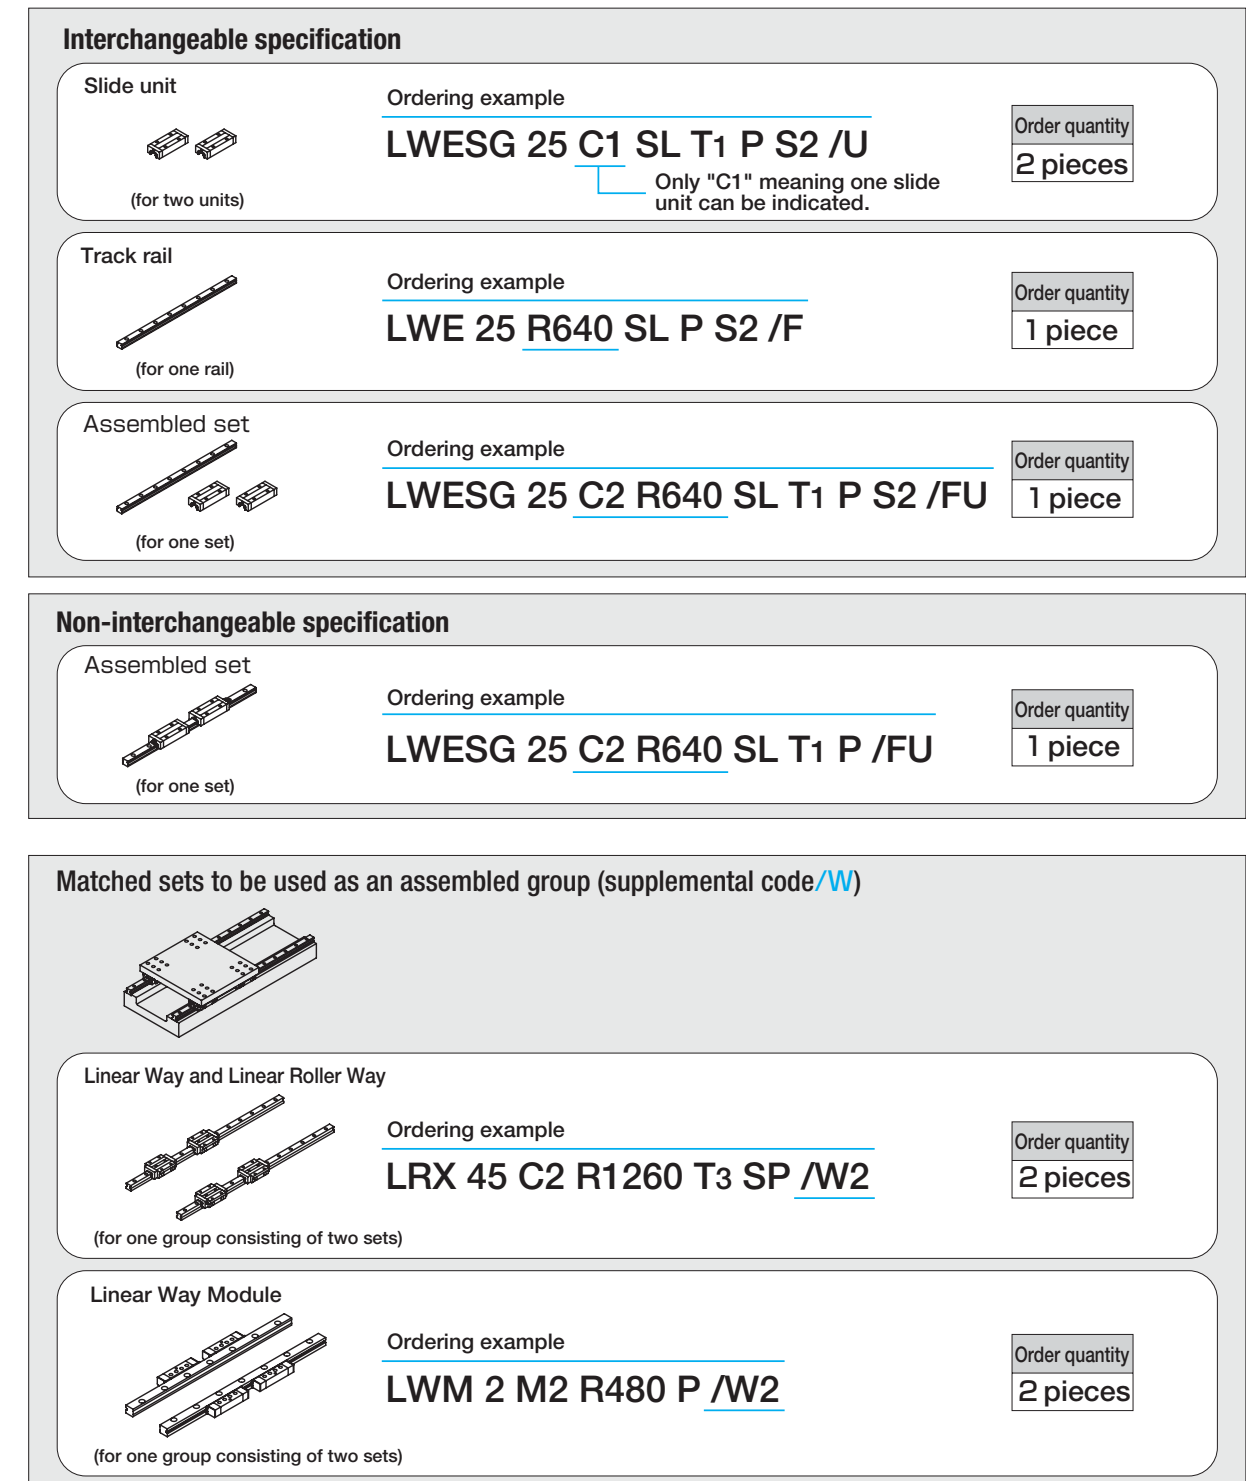 Interchangeable specification
Slide unit
Ordering example
LWESG 25 C1 SL T1 P S2 /U
Only "C1" meaning one slide
unit can be indicated.
Order quantity
2 pieces
(for two units)
Track rail
Ordering example
LWE 25 R640 SL P S2 /F
Order quantity
1 piece
(for one rail)
Assembled set
Ordering example
LWESG 25 C2 R640 SL T1 P S2 /FU
Order quantity
1 piece
(for one set)
Non-interchangeable specification
Assembled set
Ordering example
LWESG 25 C2 R640 SL T1 P /FU
Order quantity
1 piece
(for one set)
Matched sets to be used as an assembled group (supplemental code/W)
Linear Way and Linear Roller Way
Ordering example
LRX 45 C2 R1260 T3 SP /W2
Order quantity
2 pieces
(for one group consisting of two sets)
Linear Way Module
Ordering example
LWM 2 M2 R480 P /W2
Order quantity
2 pieces
(for one group consisting of two sets)